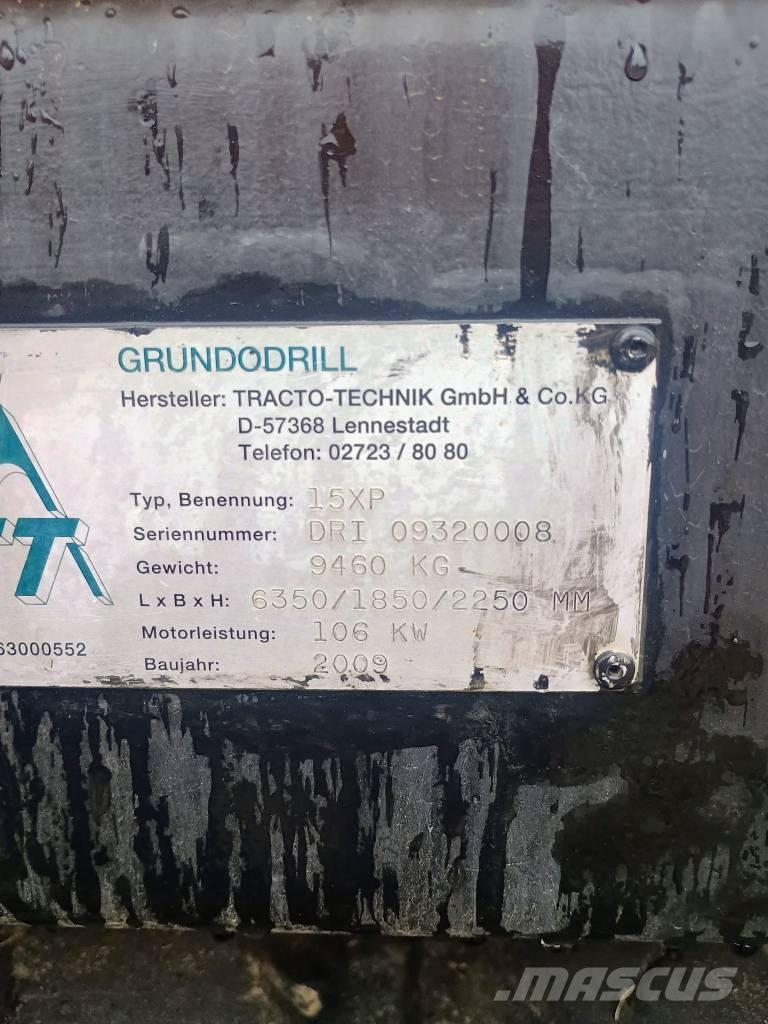 GRUNDODRILL
Hersteller: TRACTO-TECHNIK GmbH & Co.KG
D-57368 Lennestadt
Telefon: 02723 / 80 80
Typ, Benennung: 15XP
Seriennummer: DRI 09320008
Gewicht: 9460 KG
L x B x H: 6350/1850/2250 MM
Motorleistung: 106 KW
Baujahr: 2009
TT
63000552
MASCUS